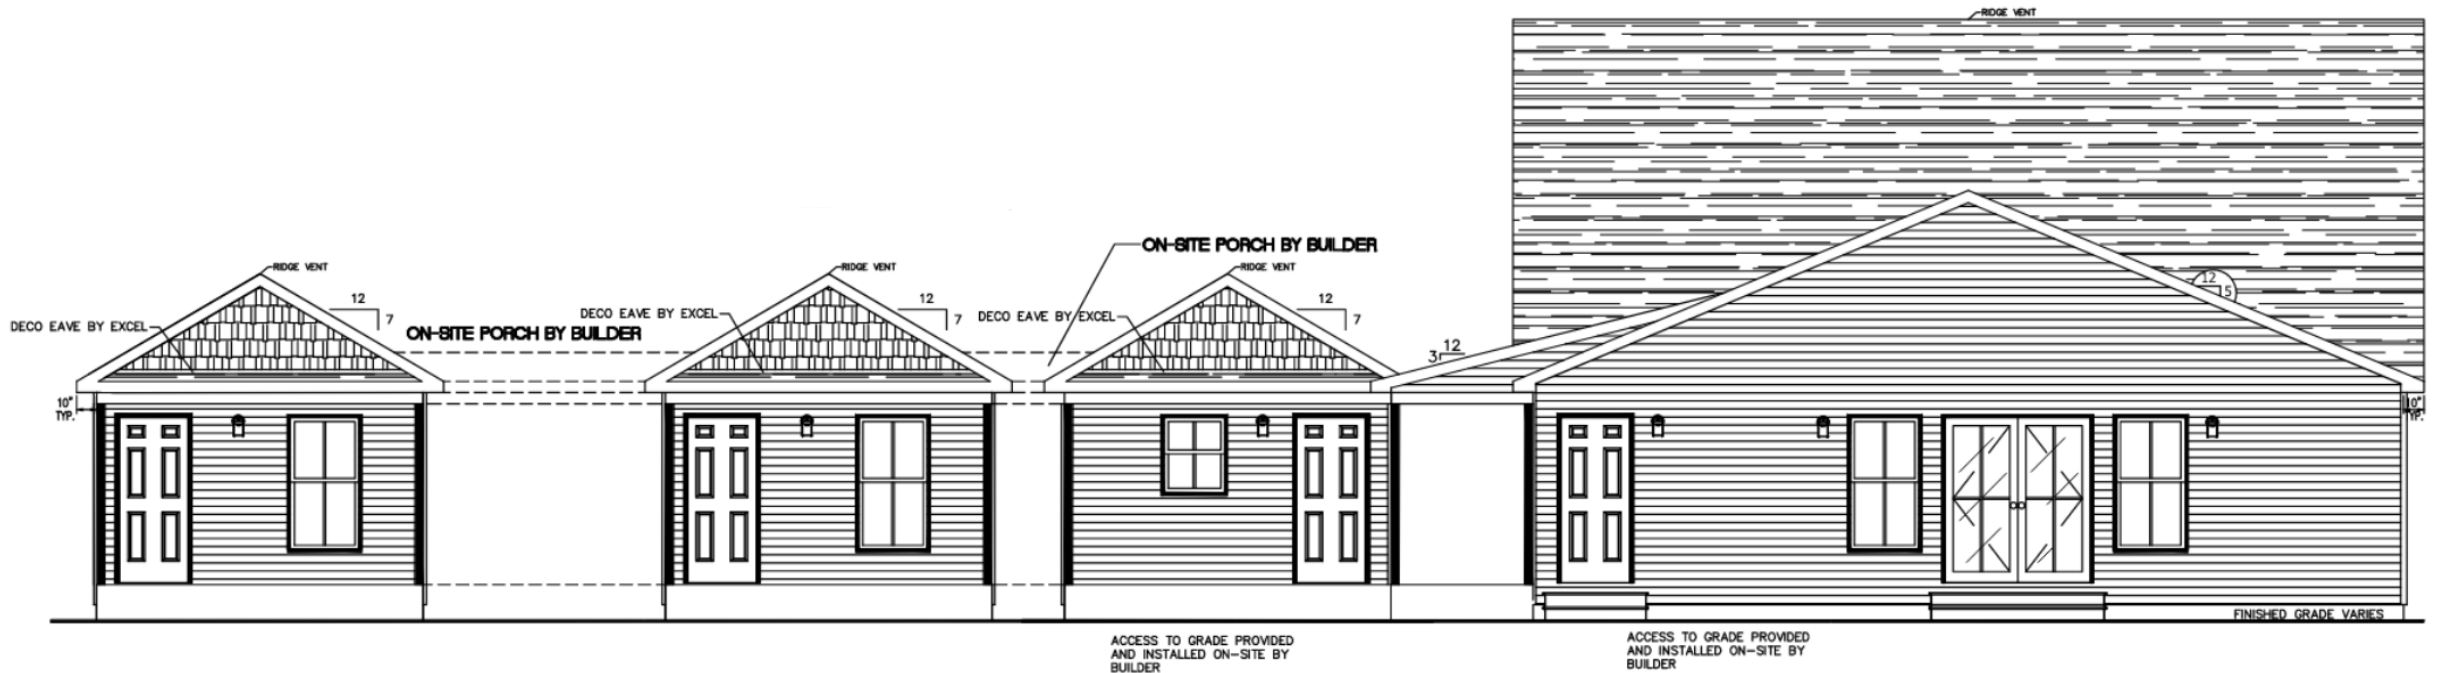 RIDGE VENT
ON-SITE PORCH BY BUILDER
RIDGE VENT
RIDGE VENT
RIDGE VENT
12
7
12
7
12
7
12
5
DECO EAVE BY EXCEL
ON-SITE PORCH BY BUILDER
DECO EAVE BY EXCEL
DECO EAVE BY EXCEL
12
3
10"
TYP.
10"
YP.
FINISHED GRADE VARIES
ACCESS TO GRADE PROVIDED
AND INSTALLED ON-SITE BY
BUILDER
ACCESS TO GRADE PROVIDED
AND INSTALLED ON-SITE BY
BUILDER